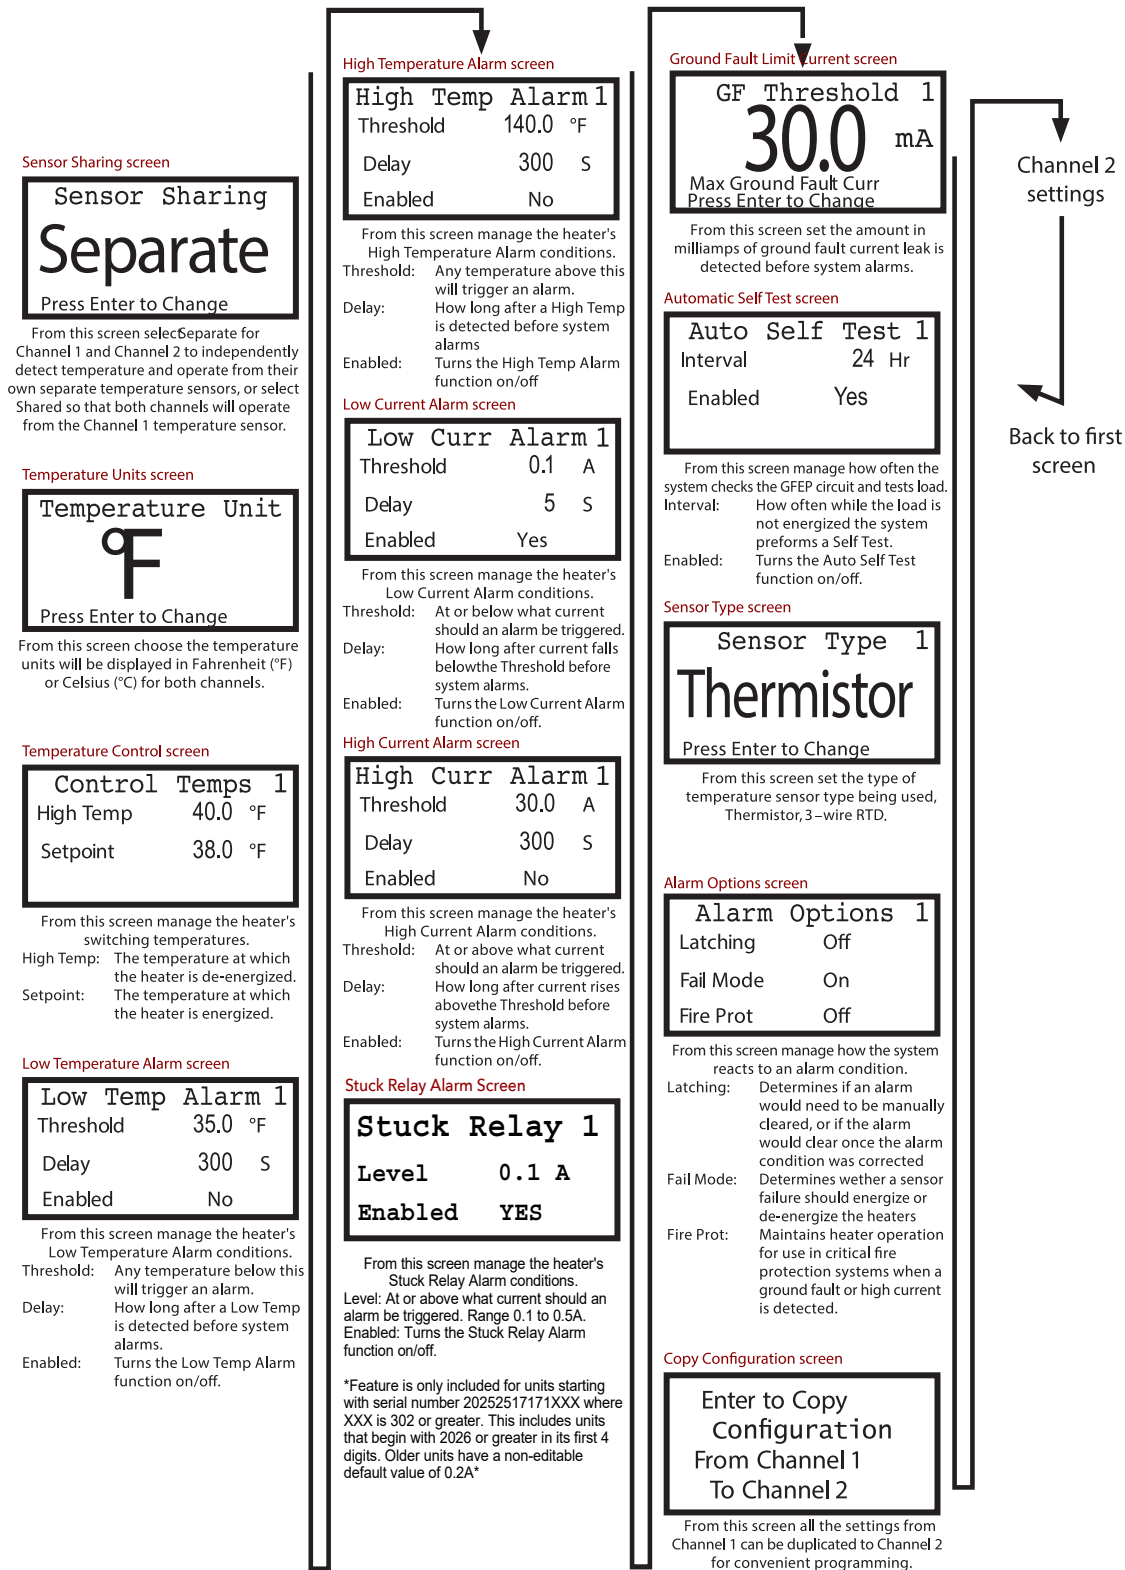 Sensor Sharing screen
Sensor Sharing
Separate
Press Enter to Change
From this screen select Separate for
Channel 1 and Channel 2 to independently
detect temperature and operate from their
own separate temperature sensors, or select
Shared so that both channels will operate
from the Channel 1 temperature sensor.
Temperature Units screen
Temperature Unit
°F
Press Enter to Change
From this screen choose the temperature
units will be displayed in Fahrenheit (°F)
or Celsius (°C) for both channels.
Temperature Control screen
Control Temps 1
High Temp 40.0 °F
Setpoint 38.0 °F
From this screen manage the heater's
switching temperatures.
High Temp: The temperature at which
the heater is de-energized.
Setpoint: The temperature at which
the heater is energized.
Low Temperature Alarm screen
Low Temp Alarm 1
Threshold 35.0 °F
Delay 300 S
Enabled No
From this screen manage the heater's
Low Temperature Alarm conditions.
Threshold: Any temperature below this
will trigger an alarm.
Delay: How long after a Low Temp
is detected before system
alarms.
Enabled: Turns the Low Temp Alarm
function on/off.
High Temperature Alarm screen
High Temp Alarm 1
Threshold 140.0 °F
Delay 300 S
Enabled No
From this screen manage the heater's
High Temperature Alarm conditions.
Threshold: Any temperature above this
will trigger an alarm.
Delay: How long after a High Temp
is detected before system
alarms
Enabled: Turns the High Temp Alarm
function on/off
Low Current Alarm screen
Low Curr Alarm 1
Threshold 0.1 A
Delay 5 S
Enabled Yes
From this screen manage the heater's
Low Current Alarm conditions.
Threshold: At or below what current
should an alarm be triggered.
Delay: How long after current falls
belowthe Threshold before
system alarms.
Enabled: Turns the Low Current Alarm
function on/off.
High Current Alarm screen
High Curr Alarm 1
Threshold 30.0 A
Delay 300 S
Enabled No
From this screen manage the heater's
High Current Alarm conditions.
Threshold: At or above what current
should an alarm be triggered.
Delay: How long after current rises
abovethe Threshold before
system alarms.
Enabled: Turns the High Current Alarm
function on/off.
Stuck Relay Alarm Screen
Stuck Relay 1
Level 0.1 A
Enabled YES
From this screen manage the heater's
Stuck Relay Alarm conditions.
Level: At or above what current should an
alarm be triggered. Range 0.1 to 0.5A.
Enabled: Turns the Stuck Relay Alarm
function on/off.
*Feature is only included for units starting
with serial number 20252517171XXX where
XXX is 302 or greater. This includes units
that begin with 2026 or greater in its first 4
digits. Older units have a non-editable
default value of 0.2A*
Ground Fault Limit Current screen
GF Threshold 1
30.0 mA
Max Ground Fault Curr
Press Enter to Change
From this screen set the amount in
milliamps of ground fault current leak is
detected before system alarms.
Automatic Self Test screen
Auto Self Test 1
Interval 24 Hr
Enabled Yes
From this screen manage how often the
system checks the GFEP circuit and tests load.
Interval: How often while the load is
not energized the system
preforms a Self Test.
Enabled: Turns the Auto Self Test
function on/off.
Sensor Type screen
Sensor Type 1
Thermistor
Press Enter to Change
From this screen set the type of
temperature sensor type being used,
Thermistor, 3-wire RTD.
Alarm Options screen
Alarm Options 1
Latching Off
Fail Mode On
Fire Prot Off
From this screen manage how the system
reacts to an alarm condition.
Latching: Determines if an alarm
would need to be manually
cleared, or if the alarm
would clear once the alarm
condition was corrected
Fail Mode: Determines wether a sensor
failure should energize or
de-energize the heaters
Fire Prot: Maintains heater operation
for use in critical fire
protection systems when a
ground fault or high current
is detected.
Copy Configuration screen
Enter to Copy
Configuration
From Channel 1
To Channel 2
From this screen all the settings from
Channel 1 can be duplicated to Channel 2
for convenient programming.
Channel 2
settings
Back to first
screen